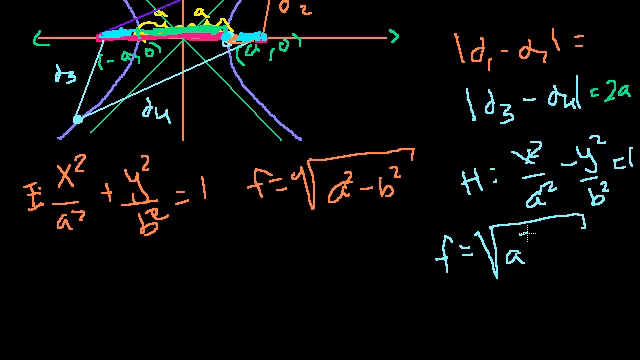 a a d₂
(-a,0) (a,0)
|d₁ - d₂| =
d₃ d₄ |d₃ - d₄| = 2a
E: x²/a² + y²/b² = 1 f = √(a² - b²)
H: x²/a² - y²/b² = 1
f = √(a